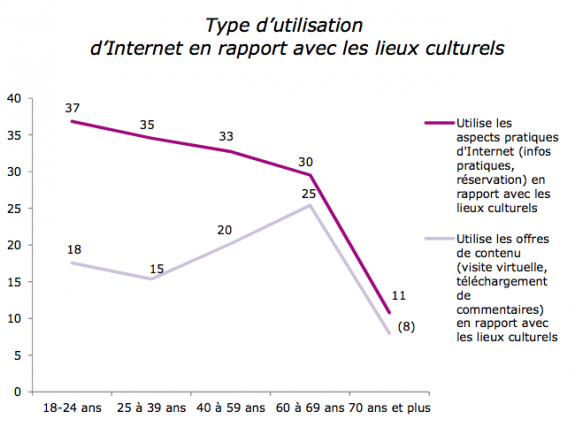 Type d’utilisation
d’Internet en rapport avec les lieux culturels
40
35
30
25
20
15
10
5
0
37
35
33
30
25
18
15
20
11
(8)
18-24 ans
25 à 39 ans
40 à 59 ans
60 à 69 ans
70 ans et plus
Utilise les
aspects pratiques
d'Internet (infos
pratiques,
réservation) en
rapport avec les
lieux culturels
Utilise les offres
de contenu
(visite virtuelle,
téléchargement
de
commentaires)
en rapport avec
les lieux culturels